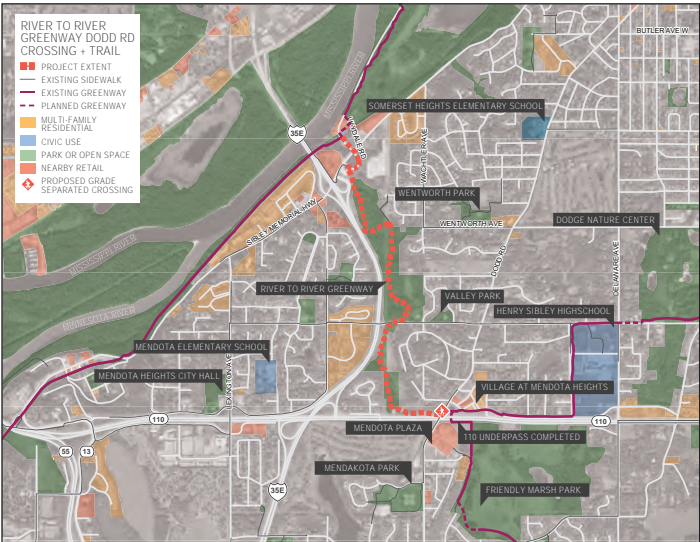 RIVER TO RIVER
GREENWAY DODD RD
CROSSING + TRAIL
PROJECT EXTENT
EXISTING SIDEWALK
EXISTING GREENWAY
PLANNED GREENWAY
MULTI-FAMILY
RESIDENTIAL
CIVIC USE
PARK OR OPEN SPACE
NEARBY RETAIL
PROPOSED GRADE
SEPARATED CROSSING
BUTLER AVE W
MISSISSIPPI RIVER
SOMERSET HEIGHTS ELEMENTARY SCHOOL
35E
WACHTLER AVE
WENTWORTH PARK
SIBLEY MEMORIAL HWY
WENTWORTH AVE
DODGE NATURE CENTER
DODD RD
DELAWARE AVE
MISSISSIPPI RIVER
RIVER TO RIVER GREENWAY
VALLEY PARK
HENRY SIBLEY HIGHSCHOOL
MINNESOTA RIVER
MENDOTA ELEMENTARY SCHOOL
MENDOTA HEIGHTS CITY HALL
LEXINGTON AVE
VILLAGE AT MENDOTA HEIGHTS
110
110
MENDOTA PLAZA
110 UNDERPASS COMPLETED
55
13
MENDAKOTA PARK
35E
FRIENDLY MARSH PARK